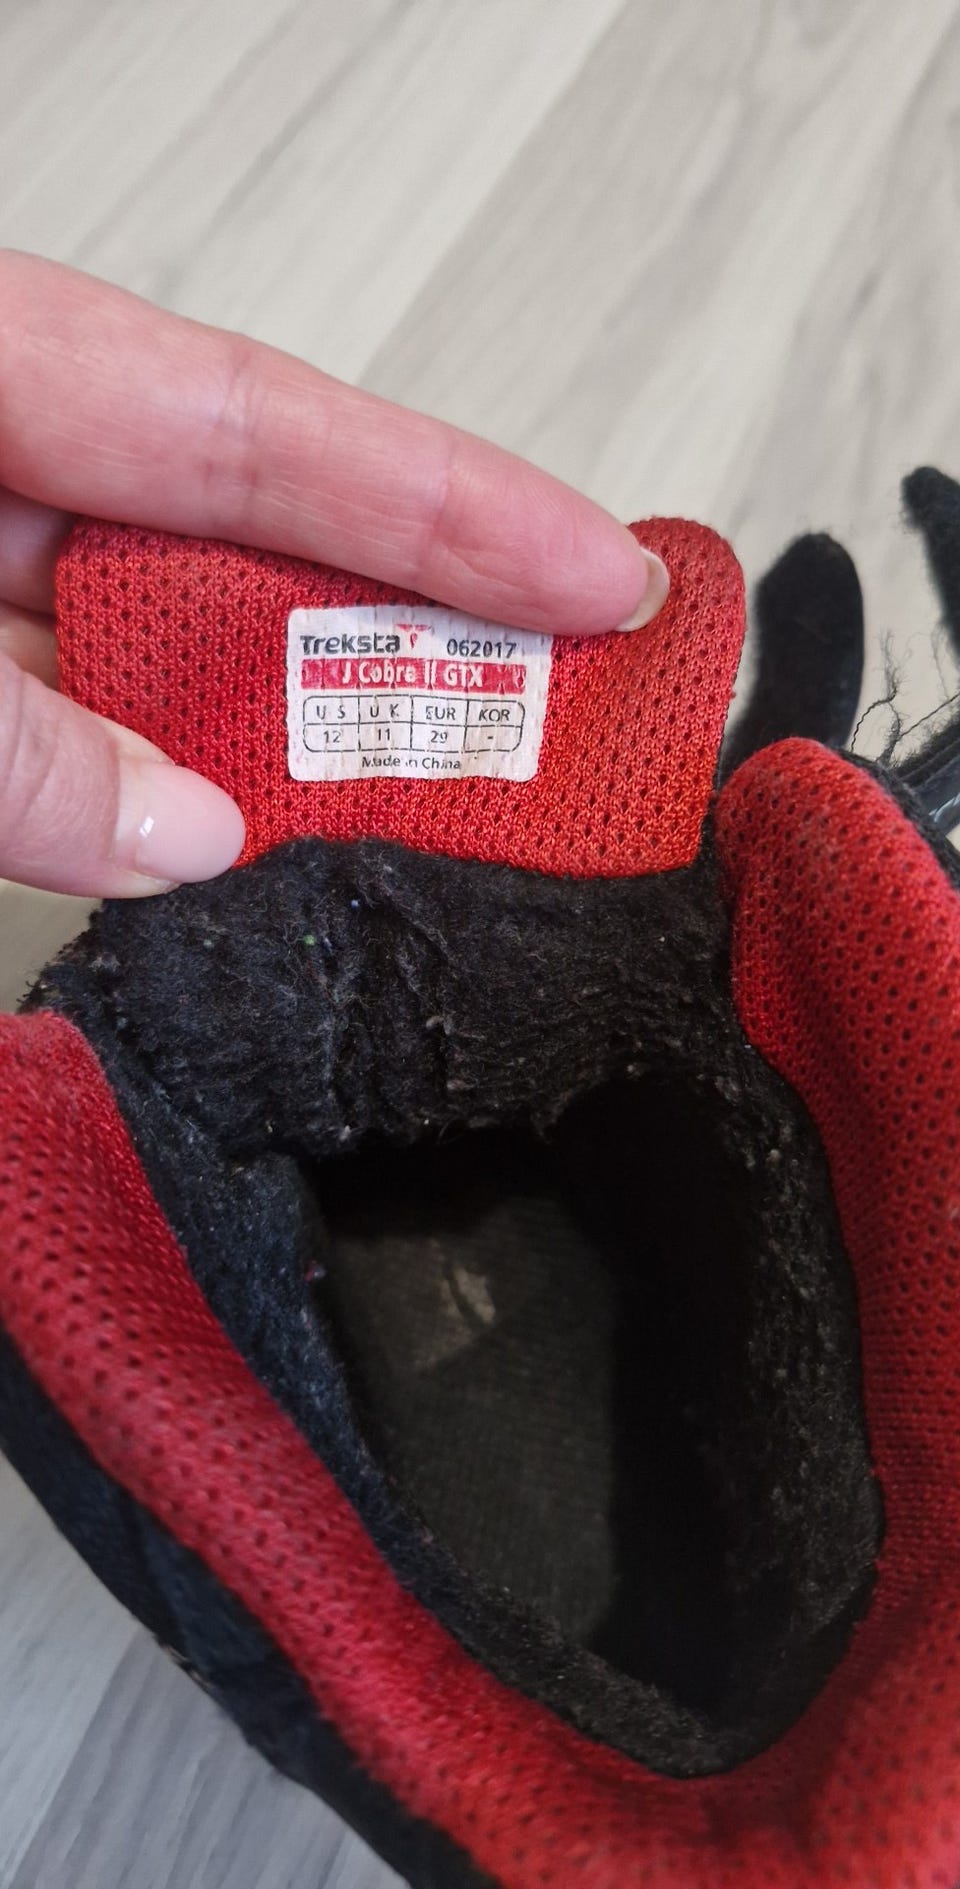 Treksta 062017
J Cobra II GTX
US UK EUR KOR
12 11 29 -
Made in China